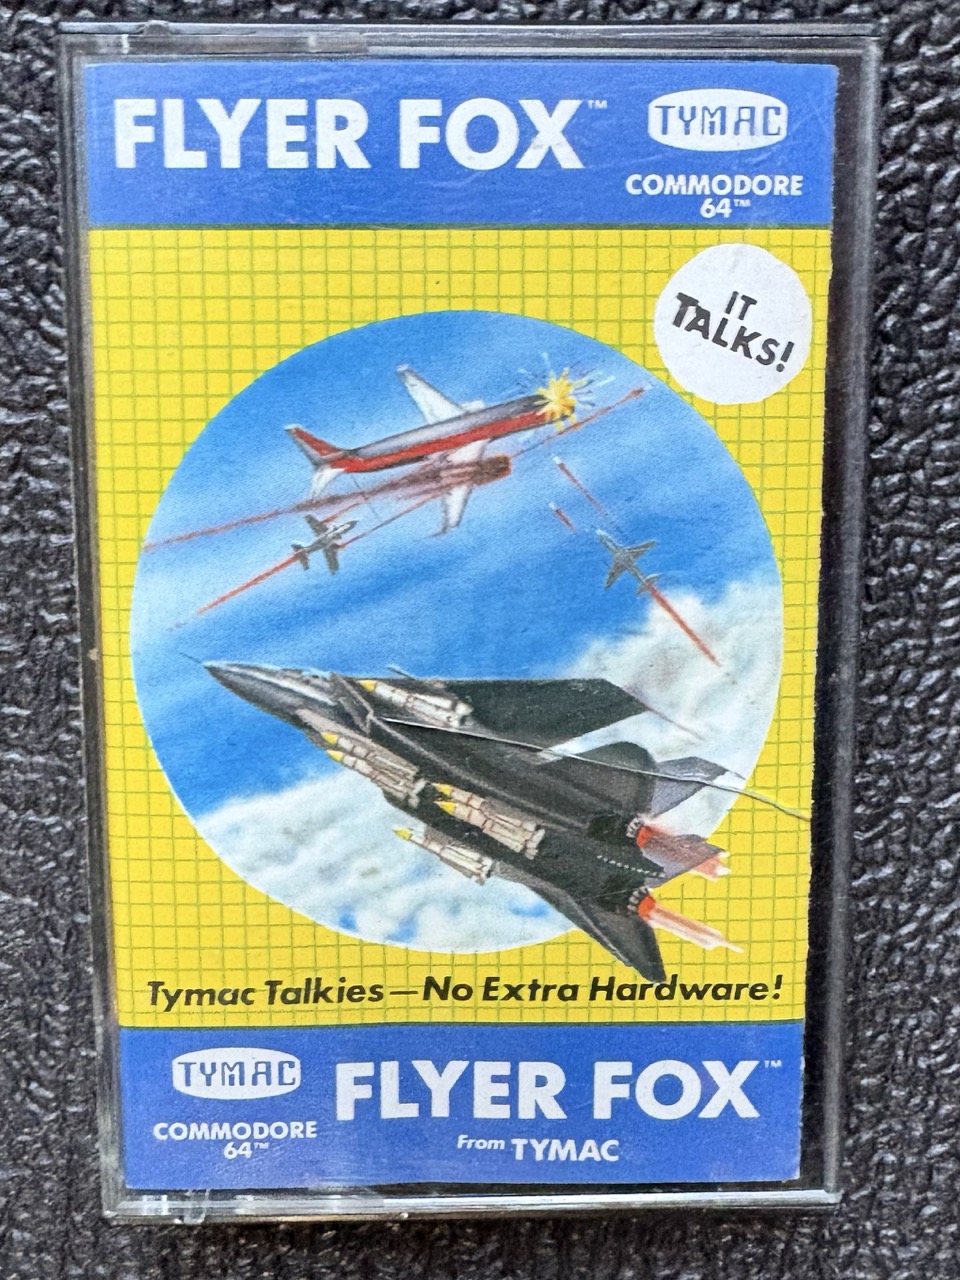 FLYER FOX™
TYMAC
COMMODORE
64™
IT
TALKS!
Tymac Talkies—No Extra Hardware!
TYMAC
COMMODORE
64™
FLYER FOX™
From TYMAC